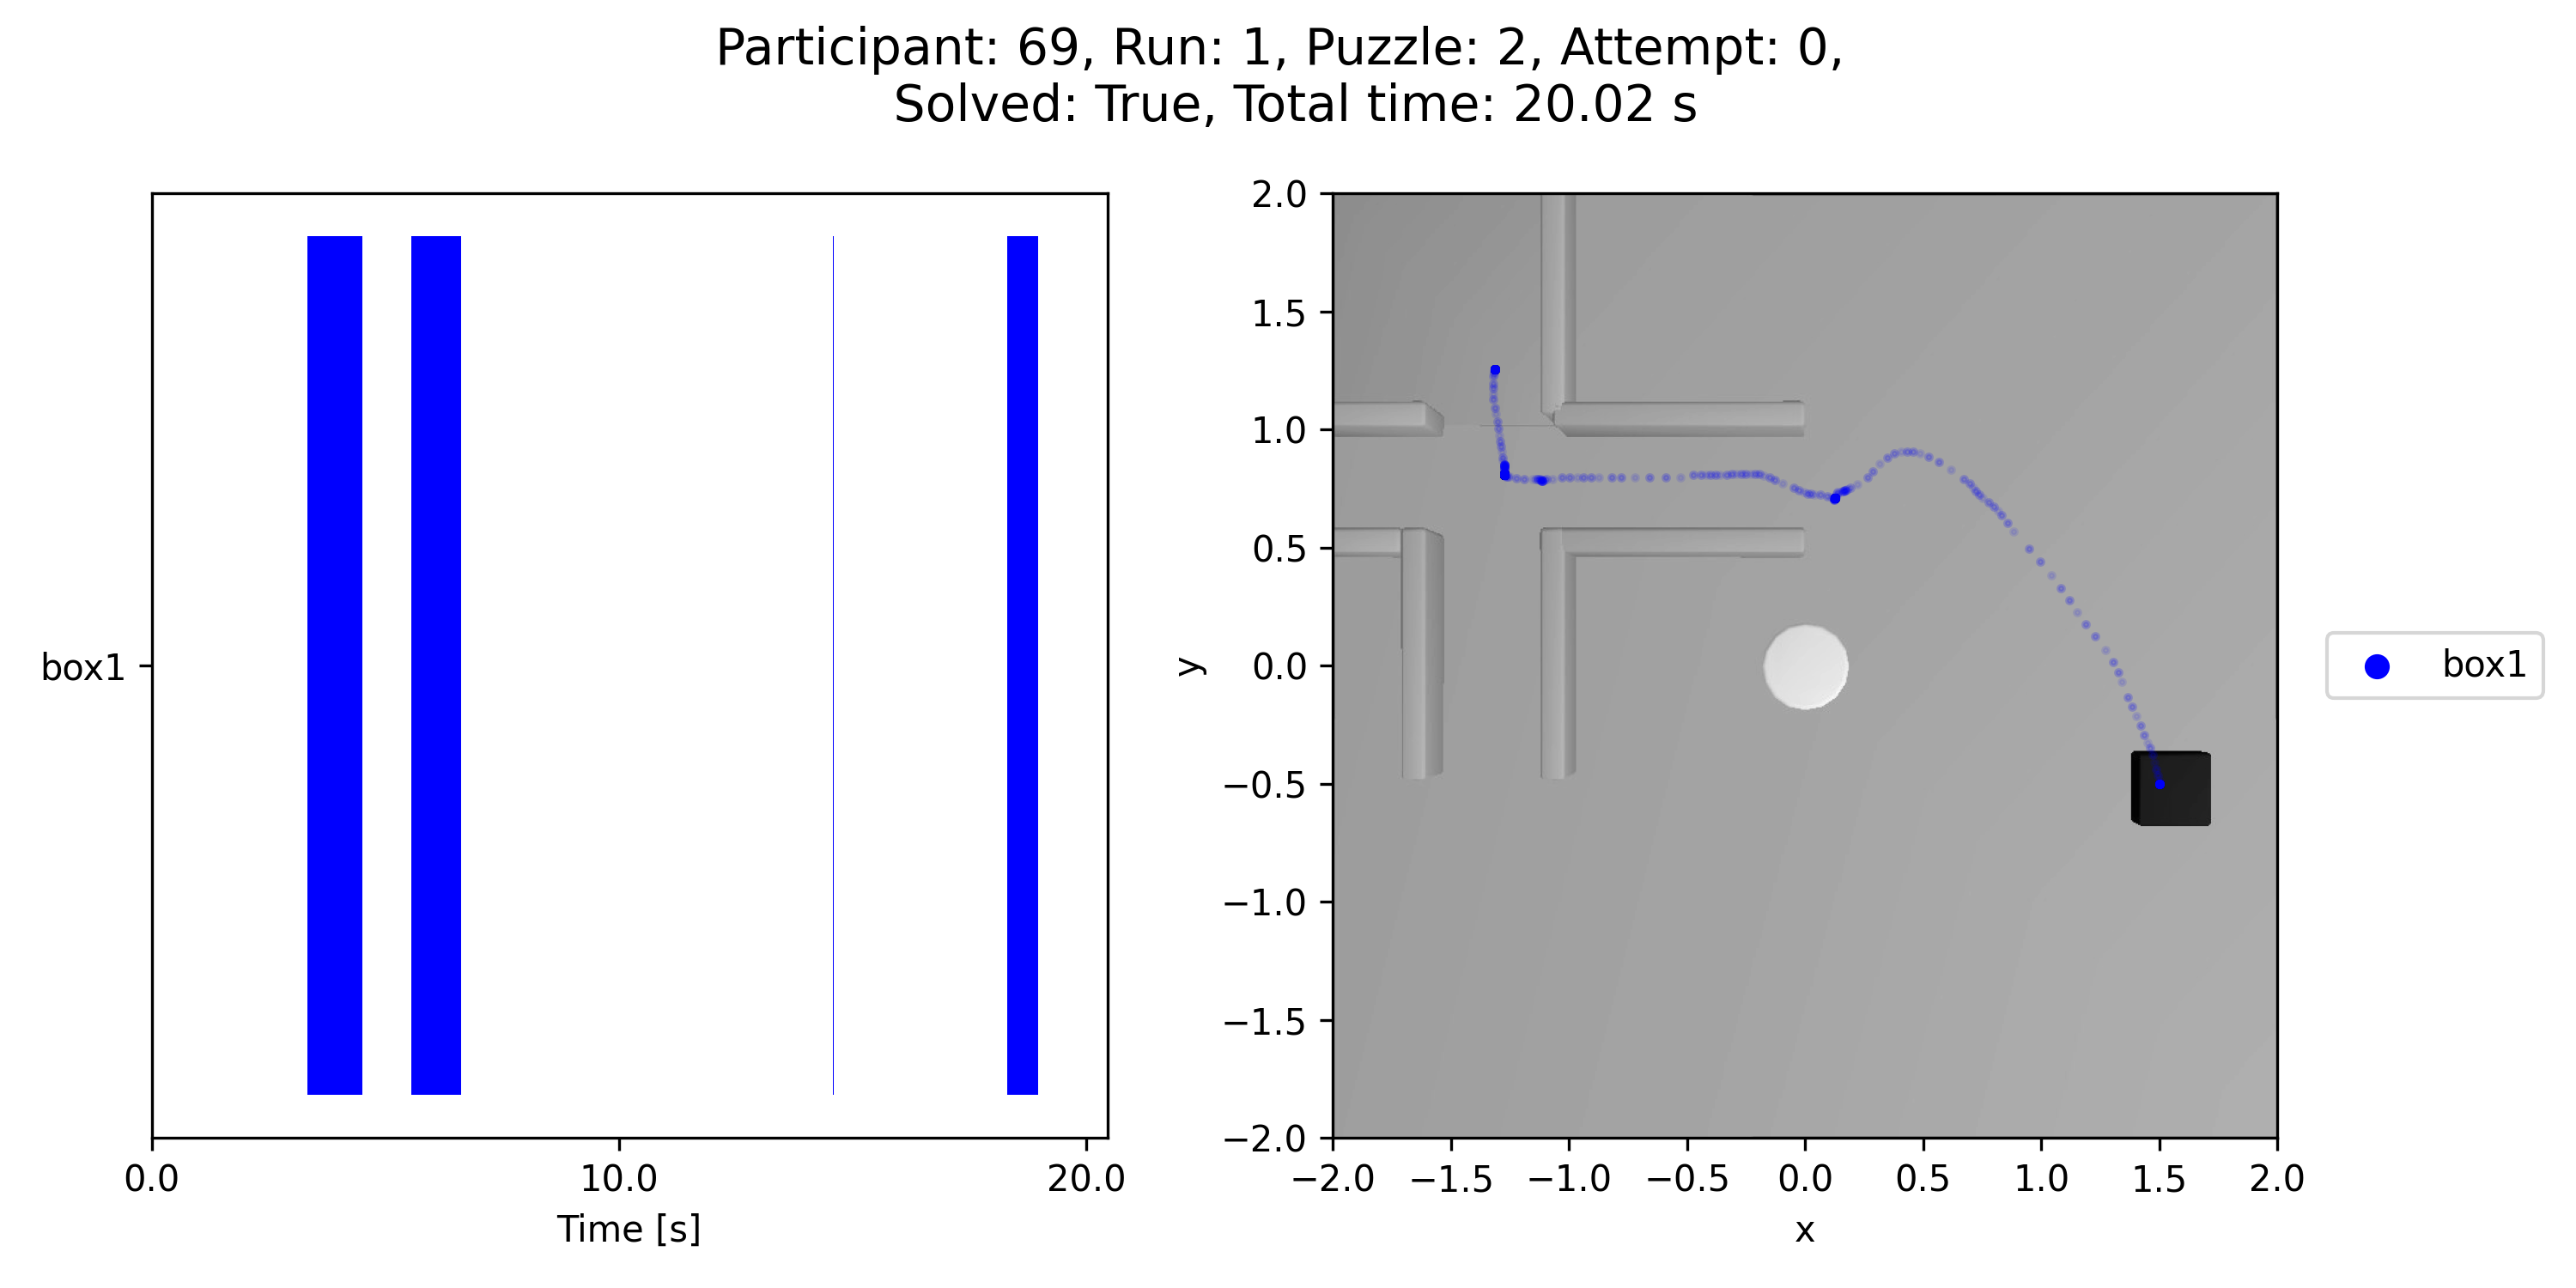 Participant: 69, Run: 1, Puzzle: 2, Attempt: 0,
Solved: True, Total time: 20.02 s
box1
0.0 10.0 20.0
Time [s]
2.0
1.5
1.0
0.5
0.0
−0.5
−1.0
−1.5
−2.0
y
−2.0 −1.5 −1.0 −0.5 0.0 0.5 1.0 1.5 2.0
x
box1